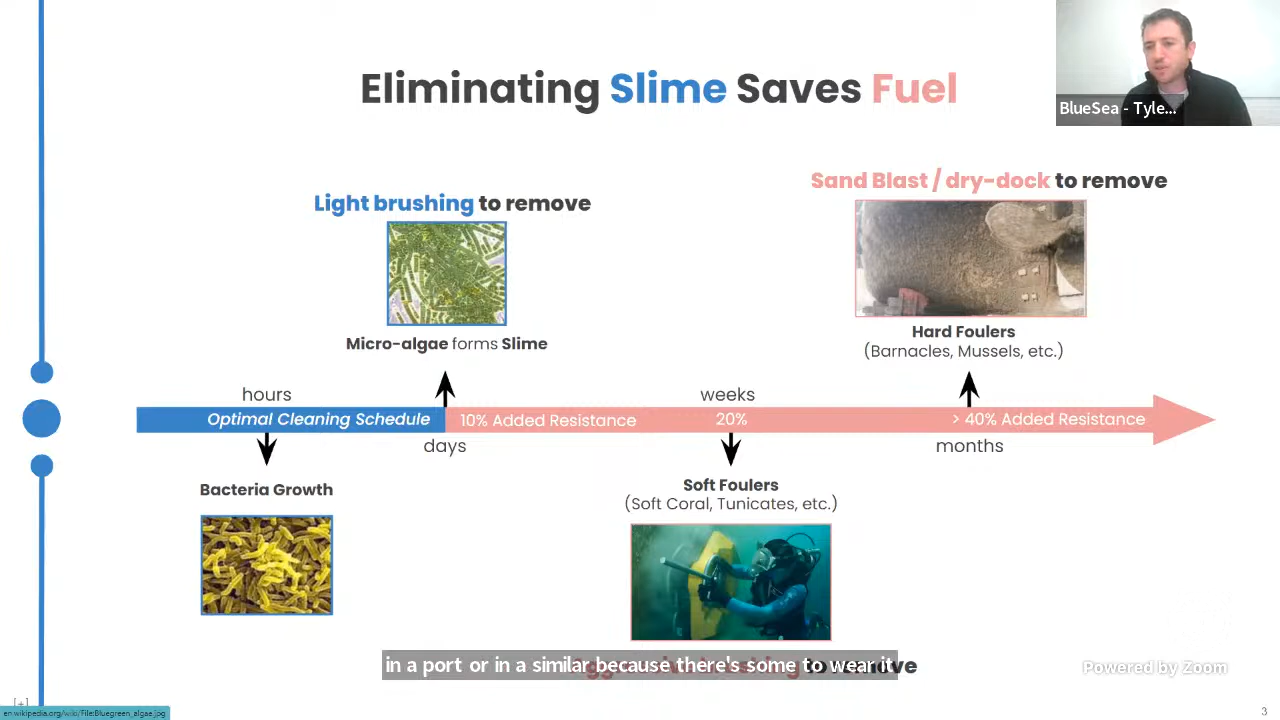 Eliminating Slime Saves Fuel
BlueSea - Tyle...
Sand Blast / dry-dock to remove
Light brushing to remove
Hard Foulers
(Barnacles, Mussels, etc.)
Micro-algae forms Slime
hours
weeks
Optimal Cleaning Schedule
10% Added Resistance
20%
> 40% Added Resistance
days
months
Bacteria Growth
Soft Foulers
(Soft Coral, Tunicates, etc.)
in a port or in a similar because there's some to wear it
to remove
Powered by Zoom
[+]
en.wikipedia.org/wiki/File:Bluegreen_algae.jpg
3